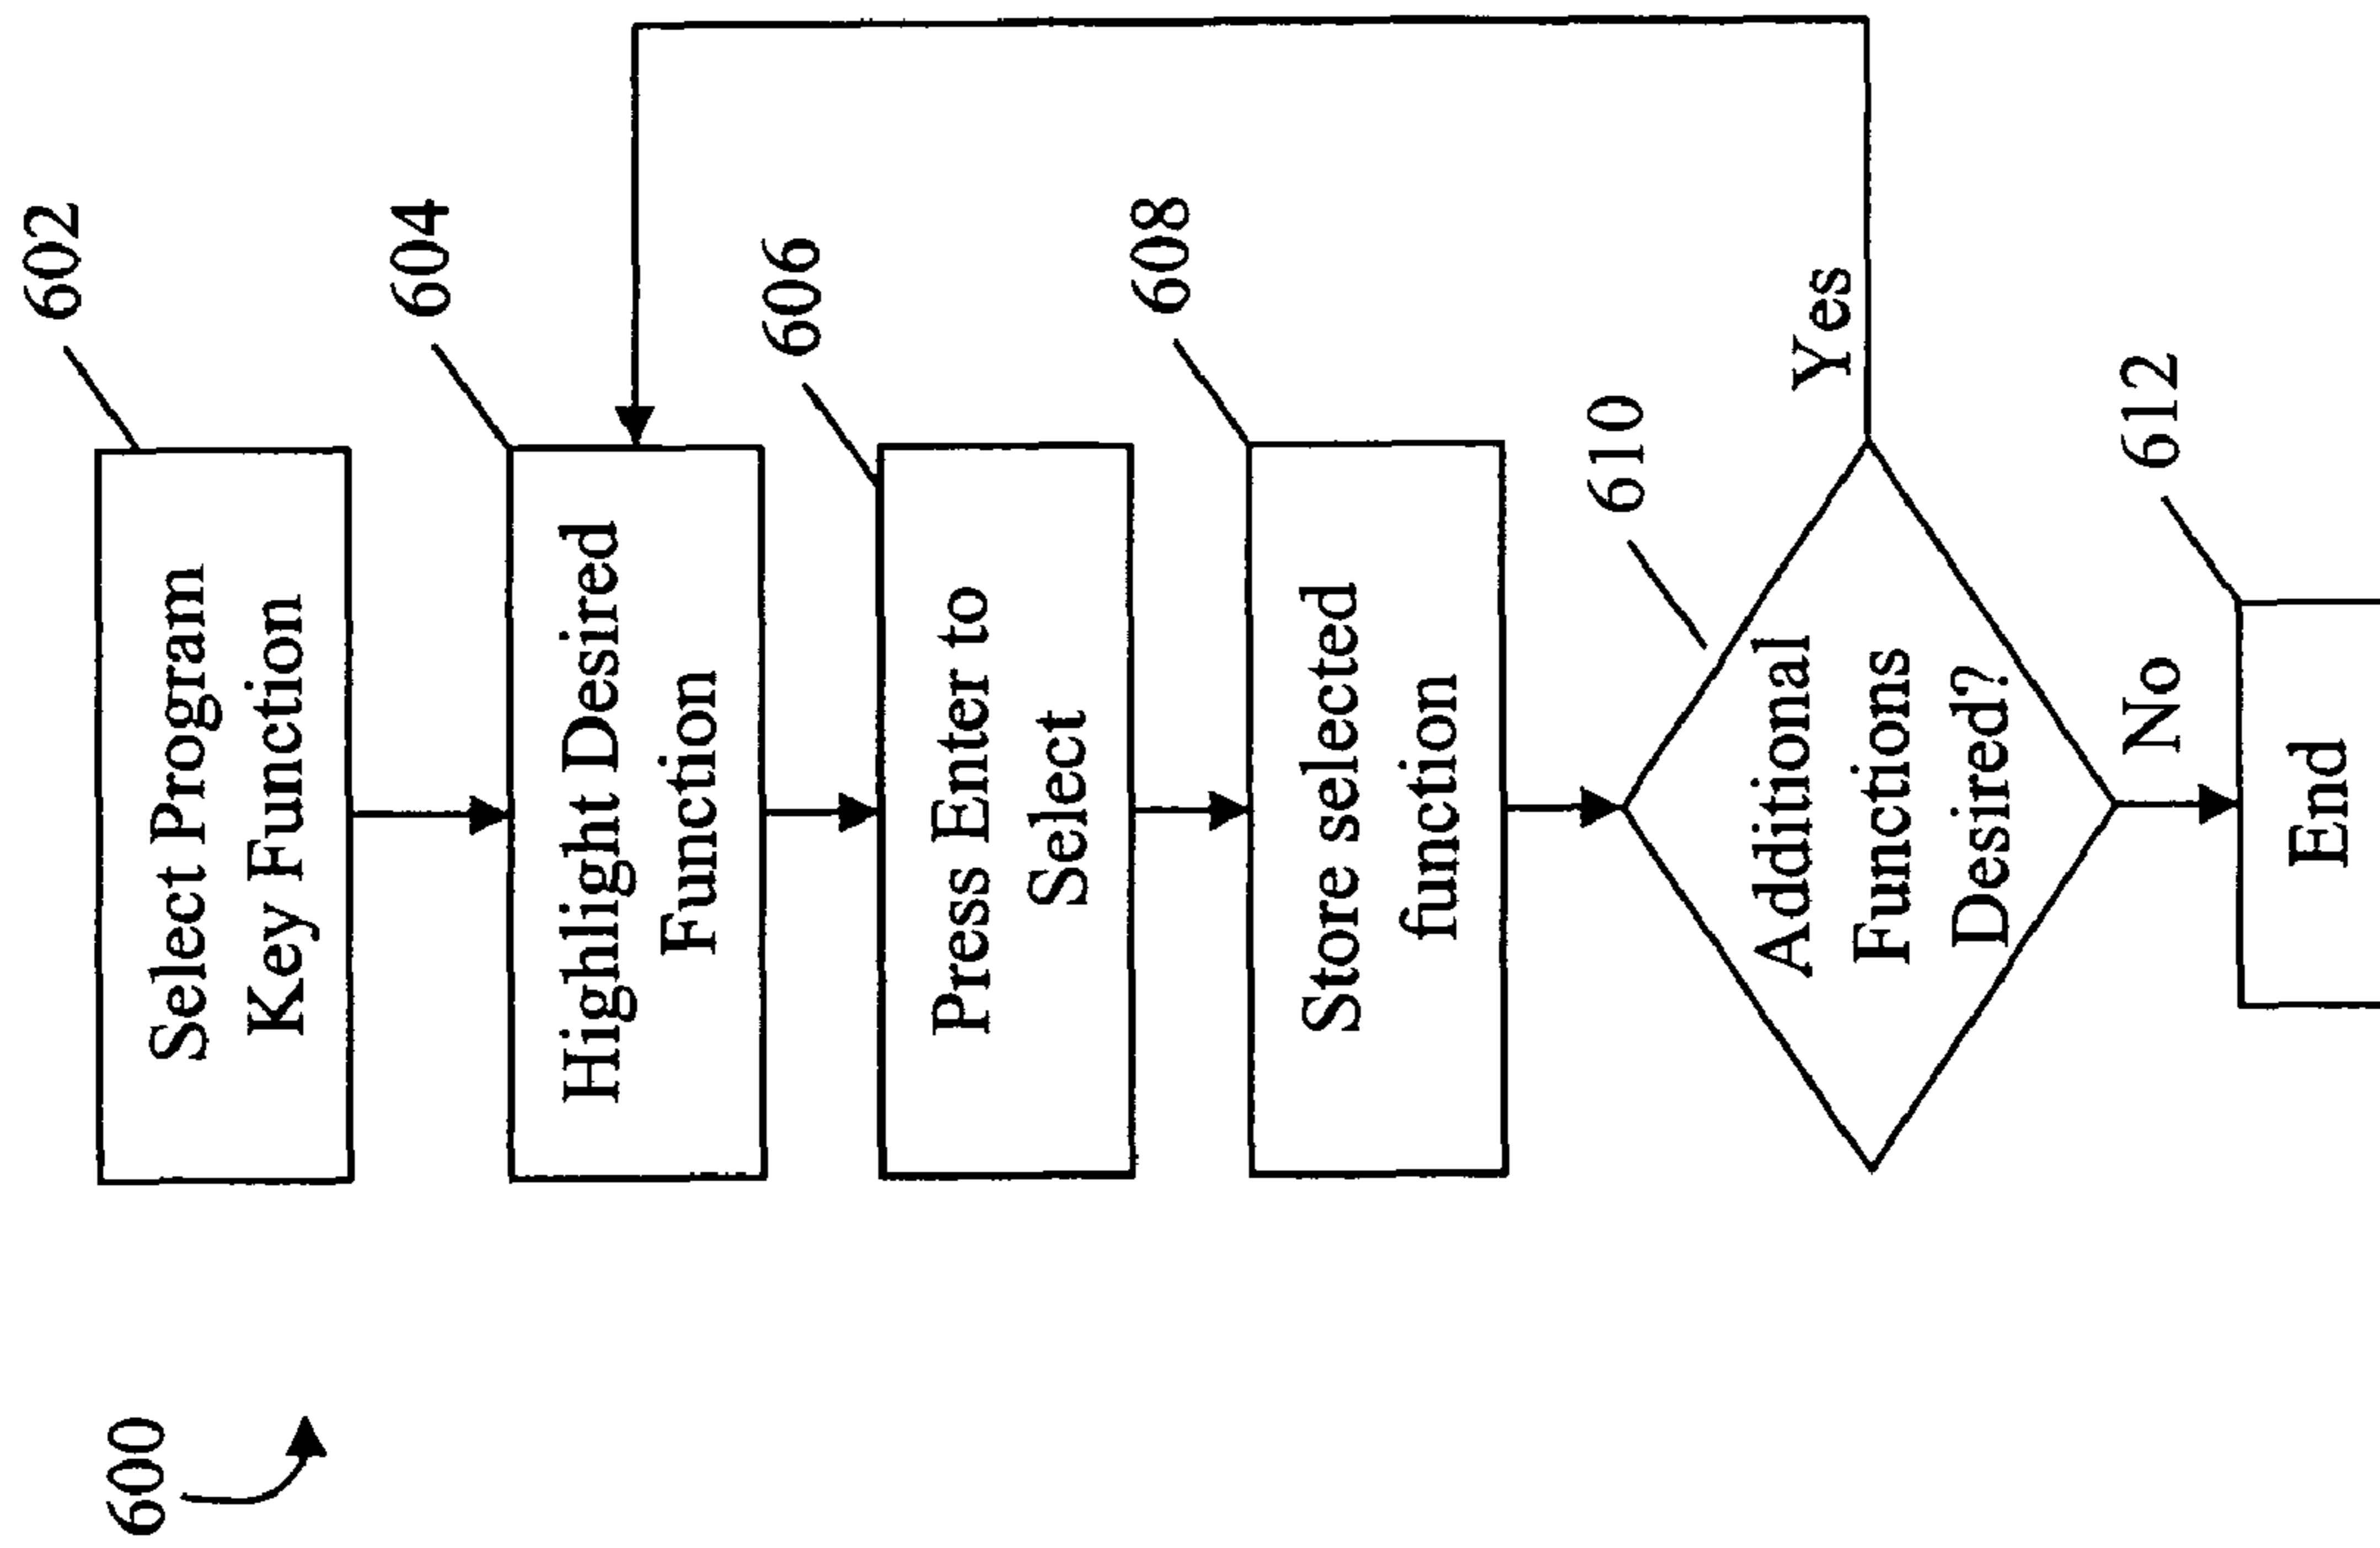 600
602
Select Program
Key Function
604
Highlight Desired
Function
606
Press Enter to
Select
608
Store selected
function
610
Additional
Functions
Desired?
Yes
No
612
End